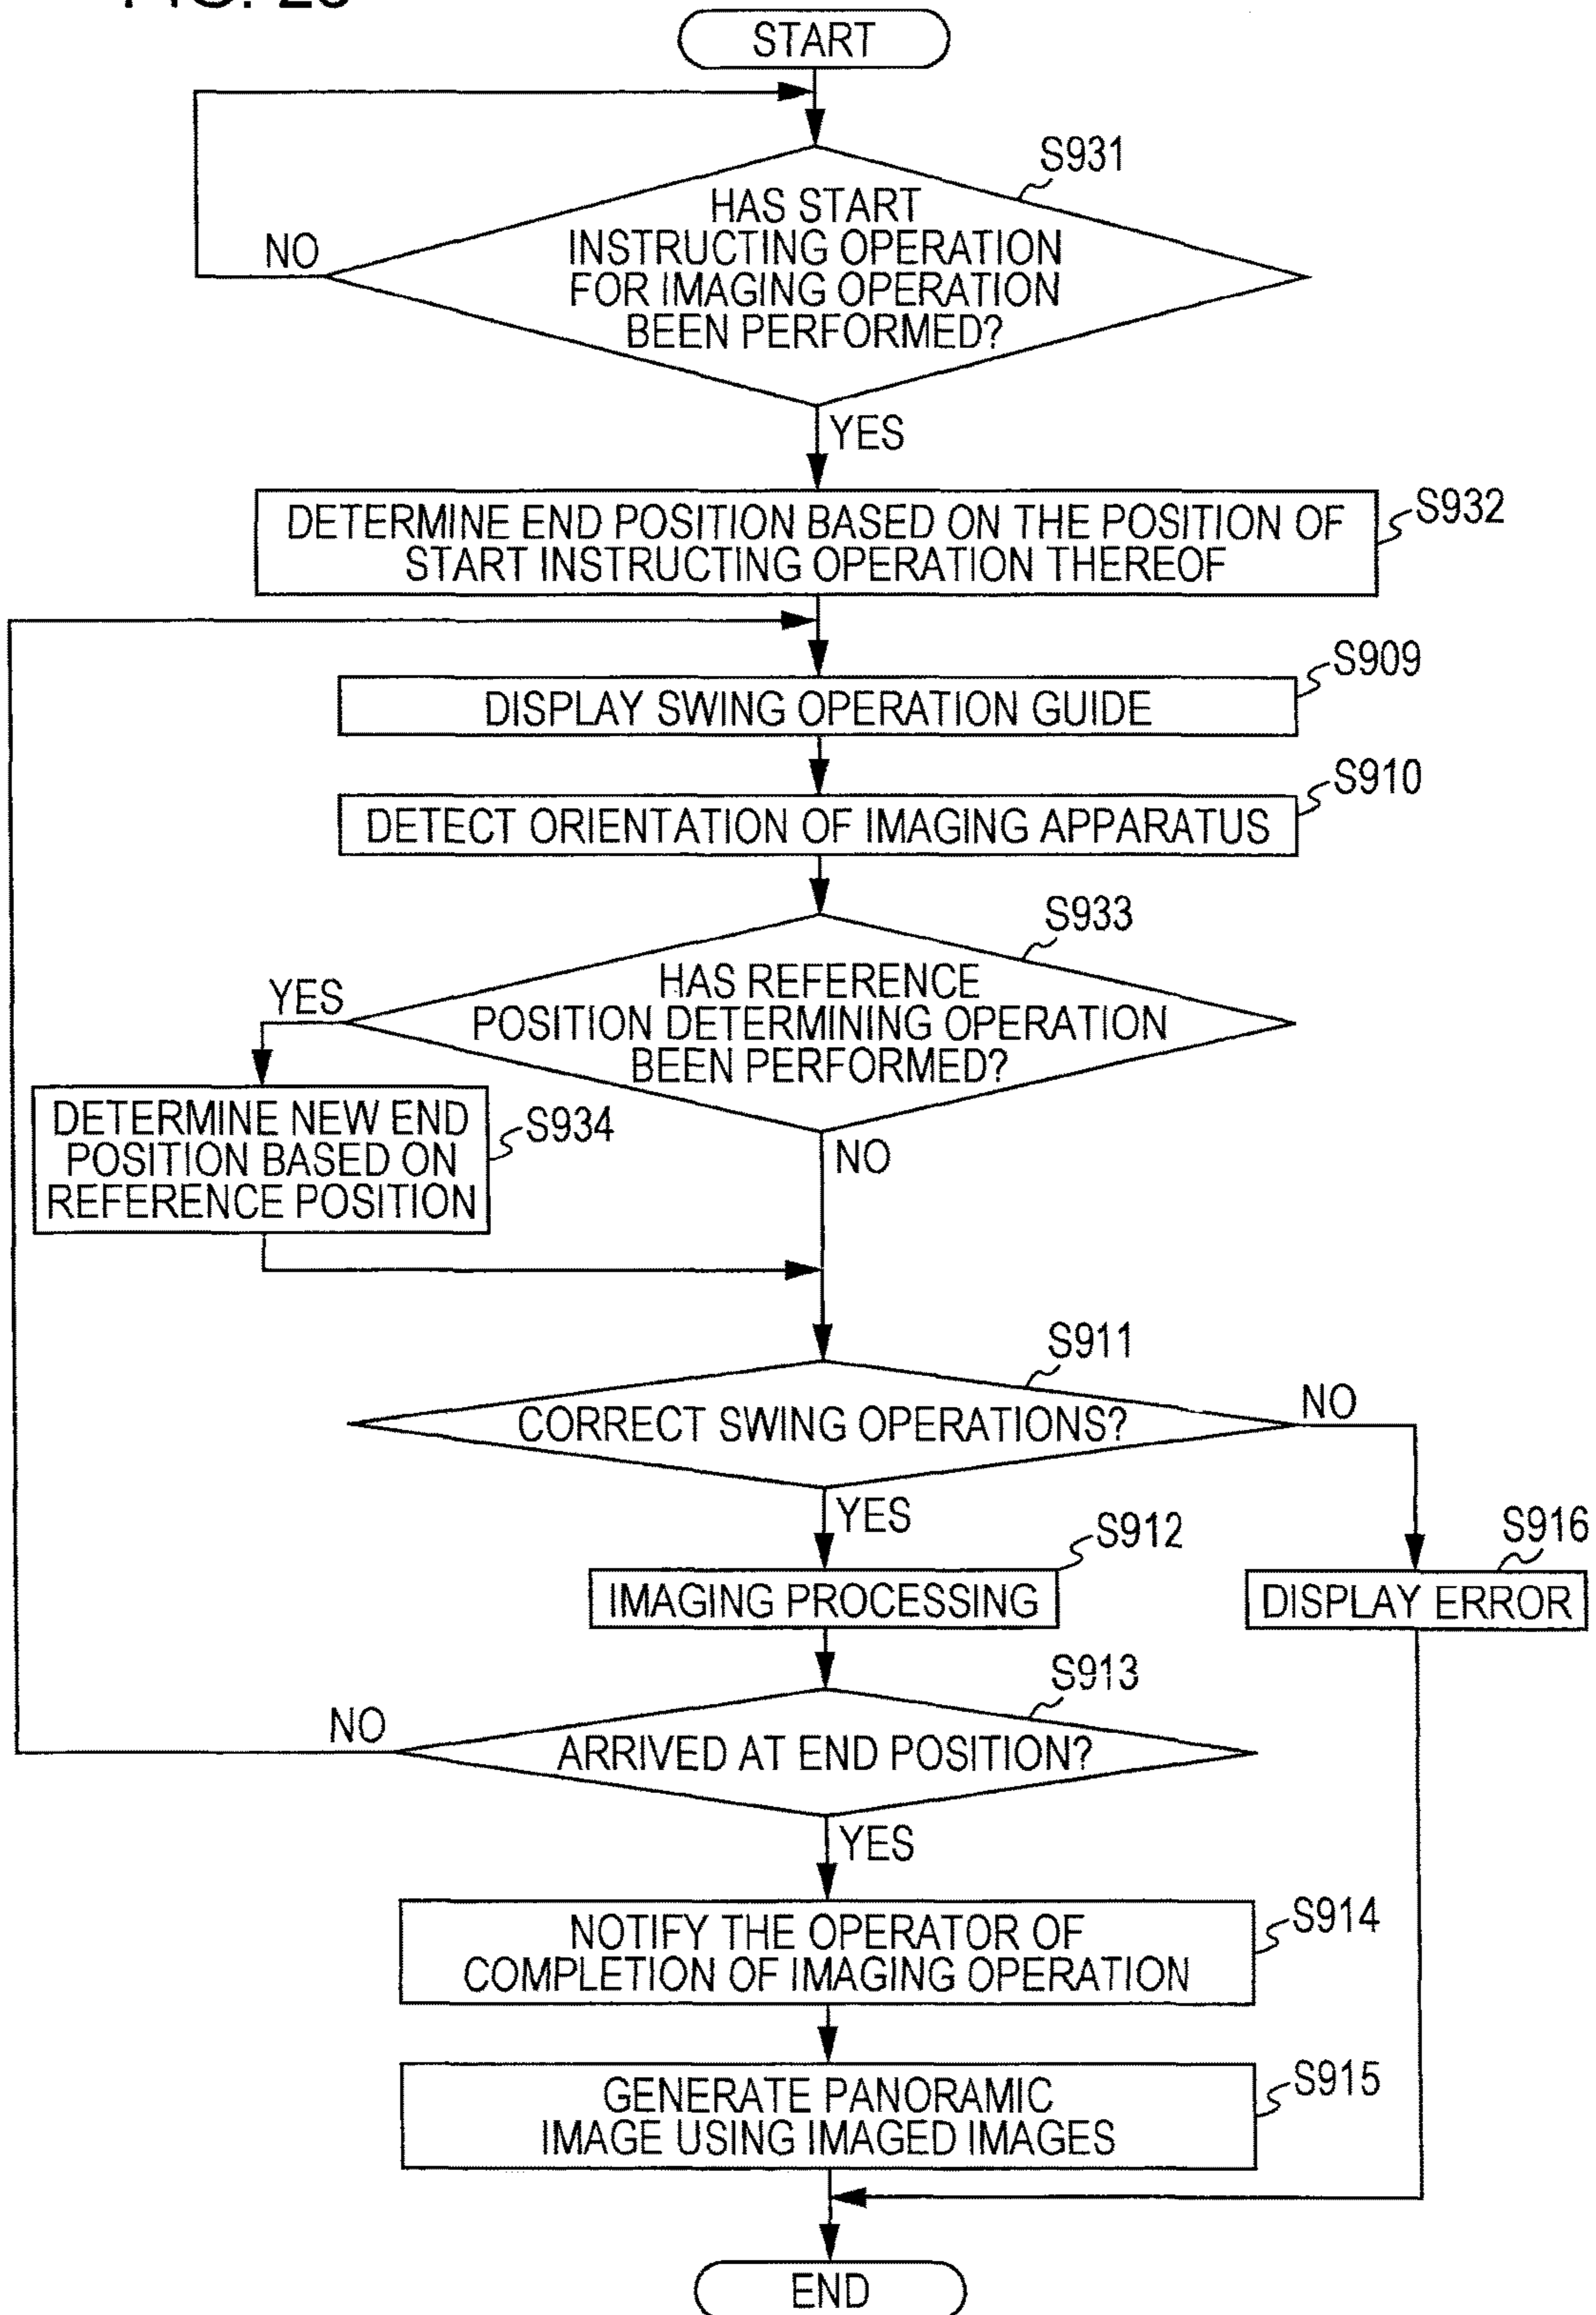 START
S931
HAS START
INSTRUCTING OPERATION
FOR IMAGING OPERATION
BEEN PERFORMED?
NO
YES
S932
DETERMINE END POSITION BASED ON THE POSITION OF
START INSTRUCTING OPERATION THEREOF
S909
DISPLAY SWING OPERATION GUIDE
S910
DETECT ORIENTATION OF IMAGING APPARATUS
S933
HAS REFERENCE
POSITION DETERMINING OPERATION
BEEN PERFORMED?
YES
NO
DETERMINE NEW END
POSITION BASED ON
REFERENCE POSITION
S934
S911
CORRECT SWING OPERATIONS?
NO
YES
S912
IMAGING PROCESSING
S916
DISPLAY ERROR
S913
ARRIVED AT END POSITION?
NO
YES
S914
NOTIFY THE OPERATOR OF
COMPLETION OF IMAGING OPERATION
S915
GENERATE PANORAMIC
IMAGE USING IMAGED IMAGES
END